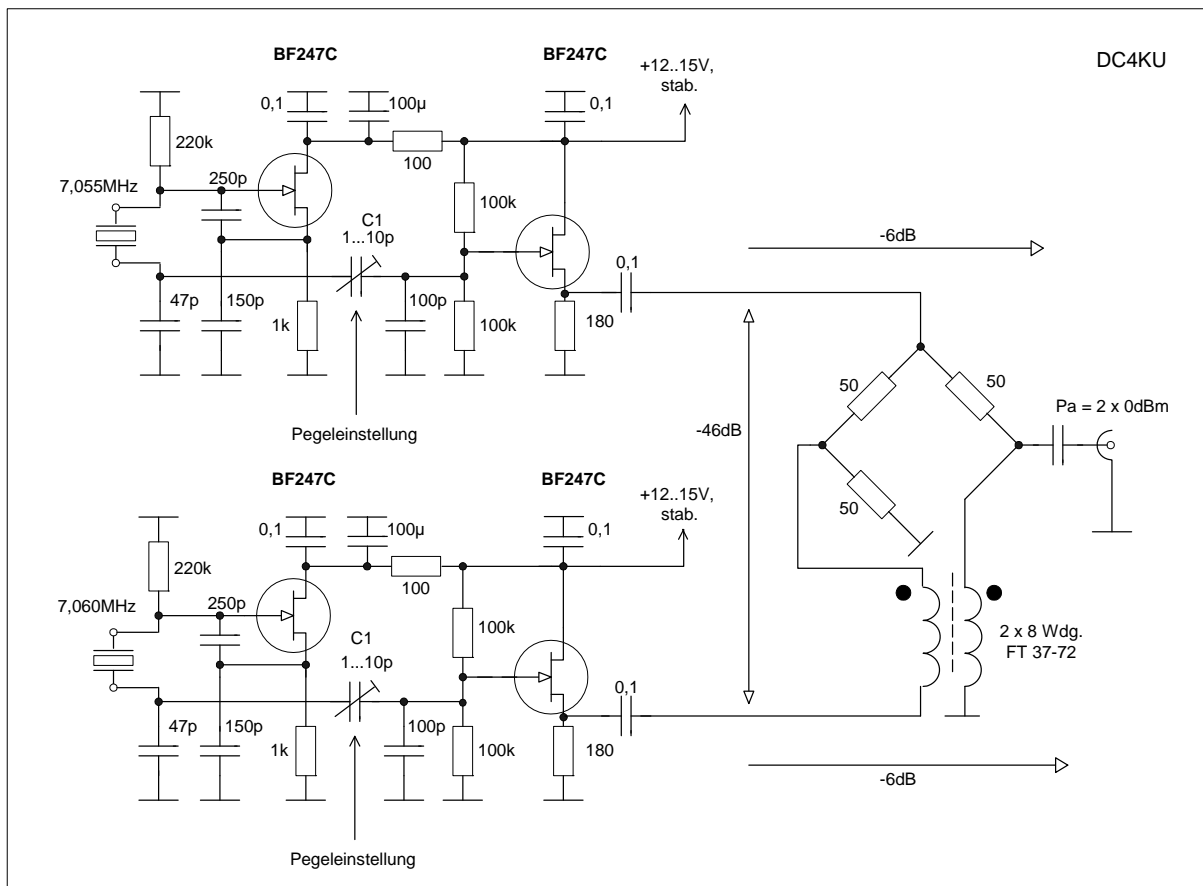 BF247C
BF247C
DC4KU
+12..15V,
stab.
0,1
100µ
0,1
220k
100
7,055MHz
250p
100k
C1
1...10p
-6dB
0,1
47p
150p
1k
100p
100k
180
50
50
Pa = 2 x 0dBm
-46dB
Pegeleinstellung
50
BF247C
BF247C
+12..15V,
stab.
0,1
100µ
0,1
220k
100
7,060MHz
250p
100k
C1
1...10p
2 x 8 Wdg.
FT 37-72
0,1
47p
150p
1k
100p
100k
180
-6dB
Pegeleinstellung